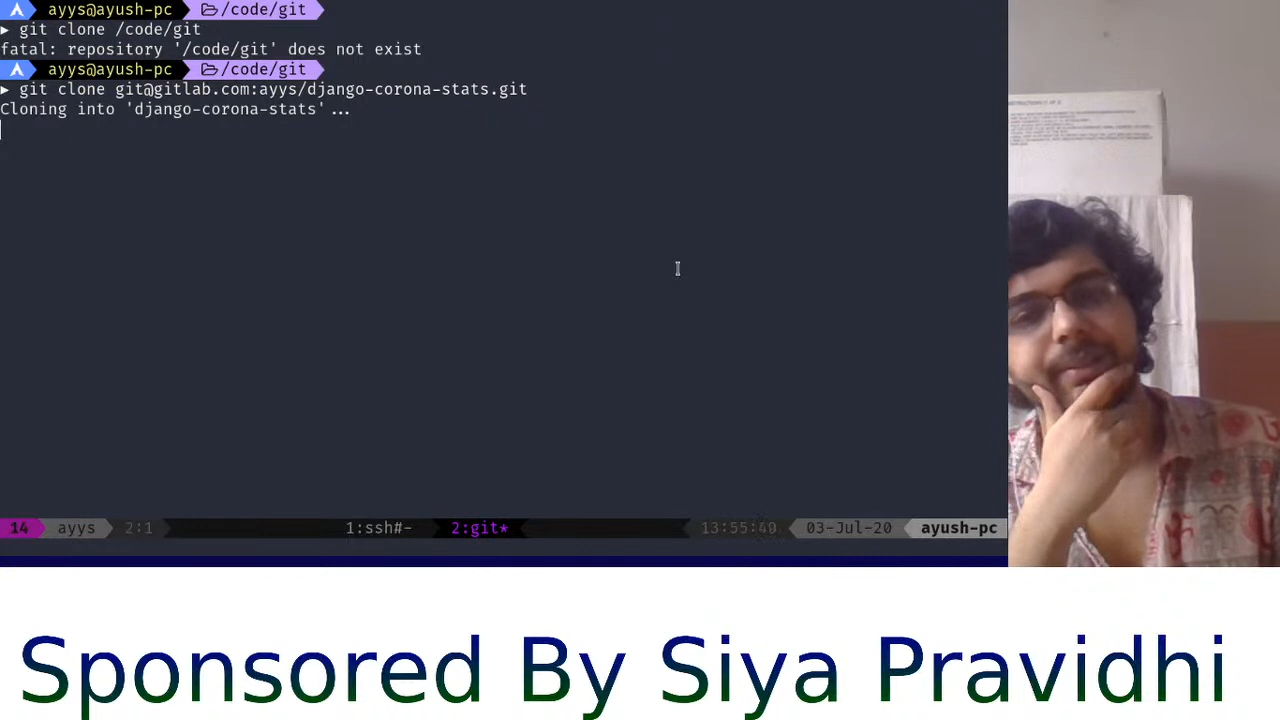 ayys@ayush-pc /code/git
▶ git clone /code/git
fatal: repository '/code/git' does not exist
ayys@ayush-pc /code/git
▶ git clone git@gitlab.com:ayys/django-corona-stats.git
Cloning into 'django-corona-stats'...
14 ayys 2:1 1:ssh#- 2:git* 13:55:49 03-Jul-20 ayush-pc
Sponsored By Siya Pravidhi